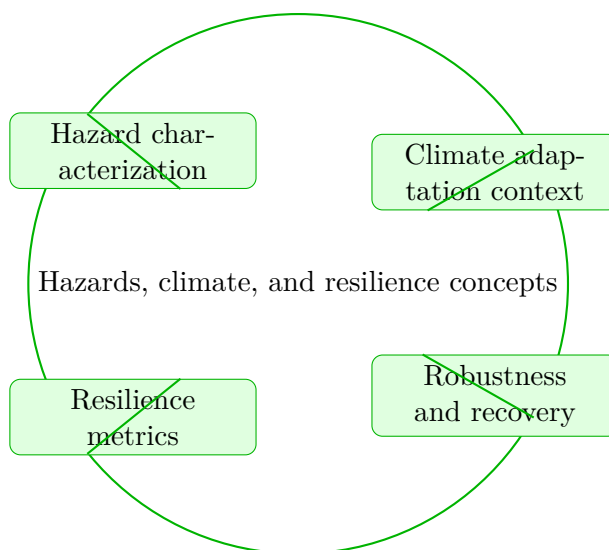 Hazard char-
acterization
Climate adap-
tation context
Hazards, climate, and resilience concepts
Resilience
metrics
Robustness
and recovery